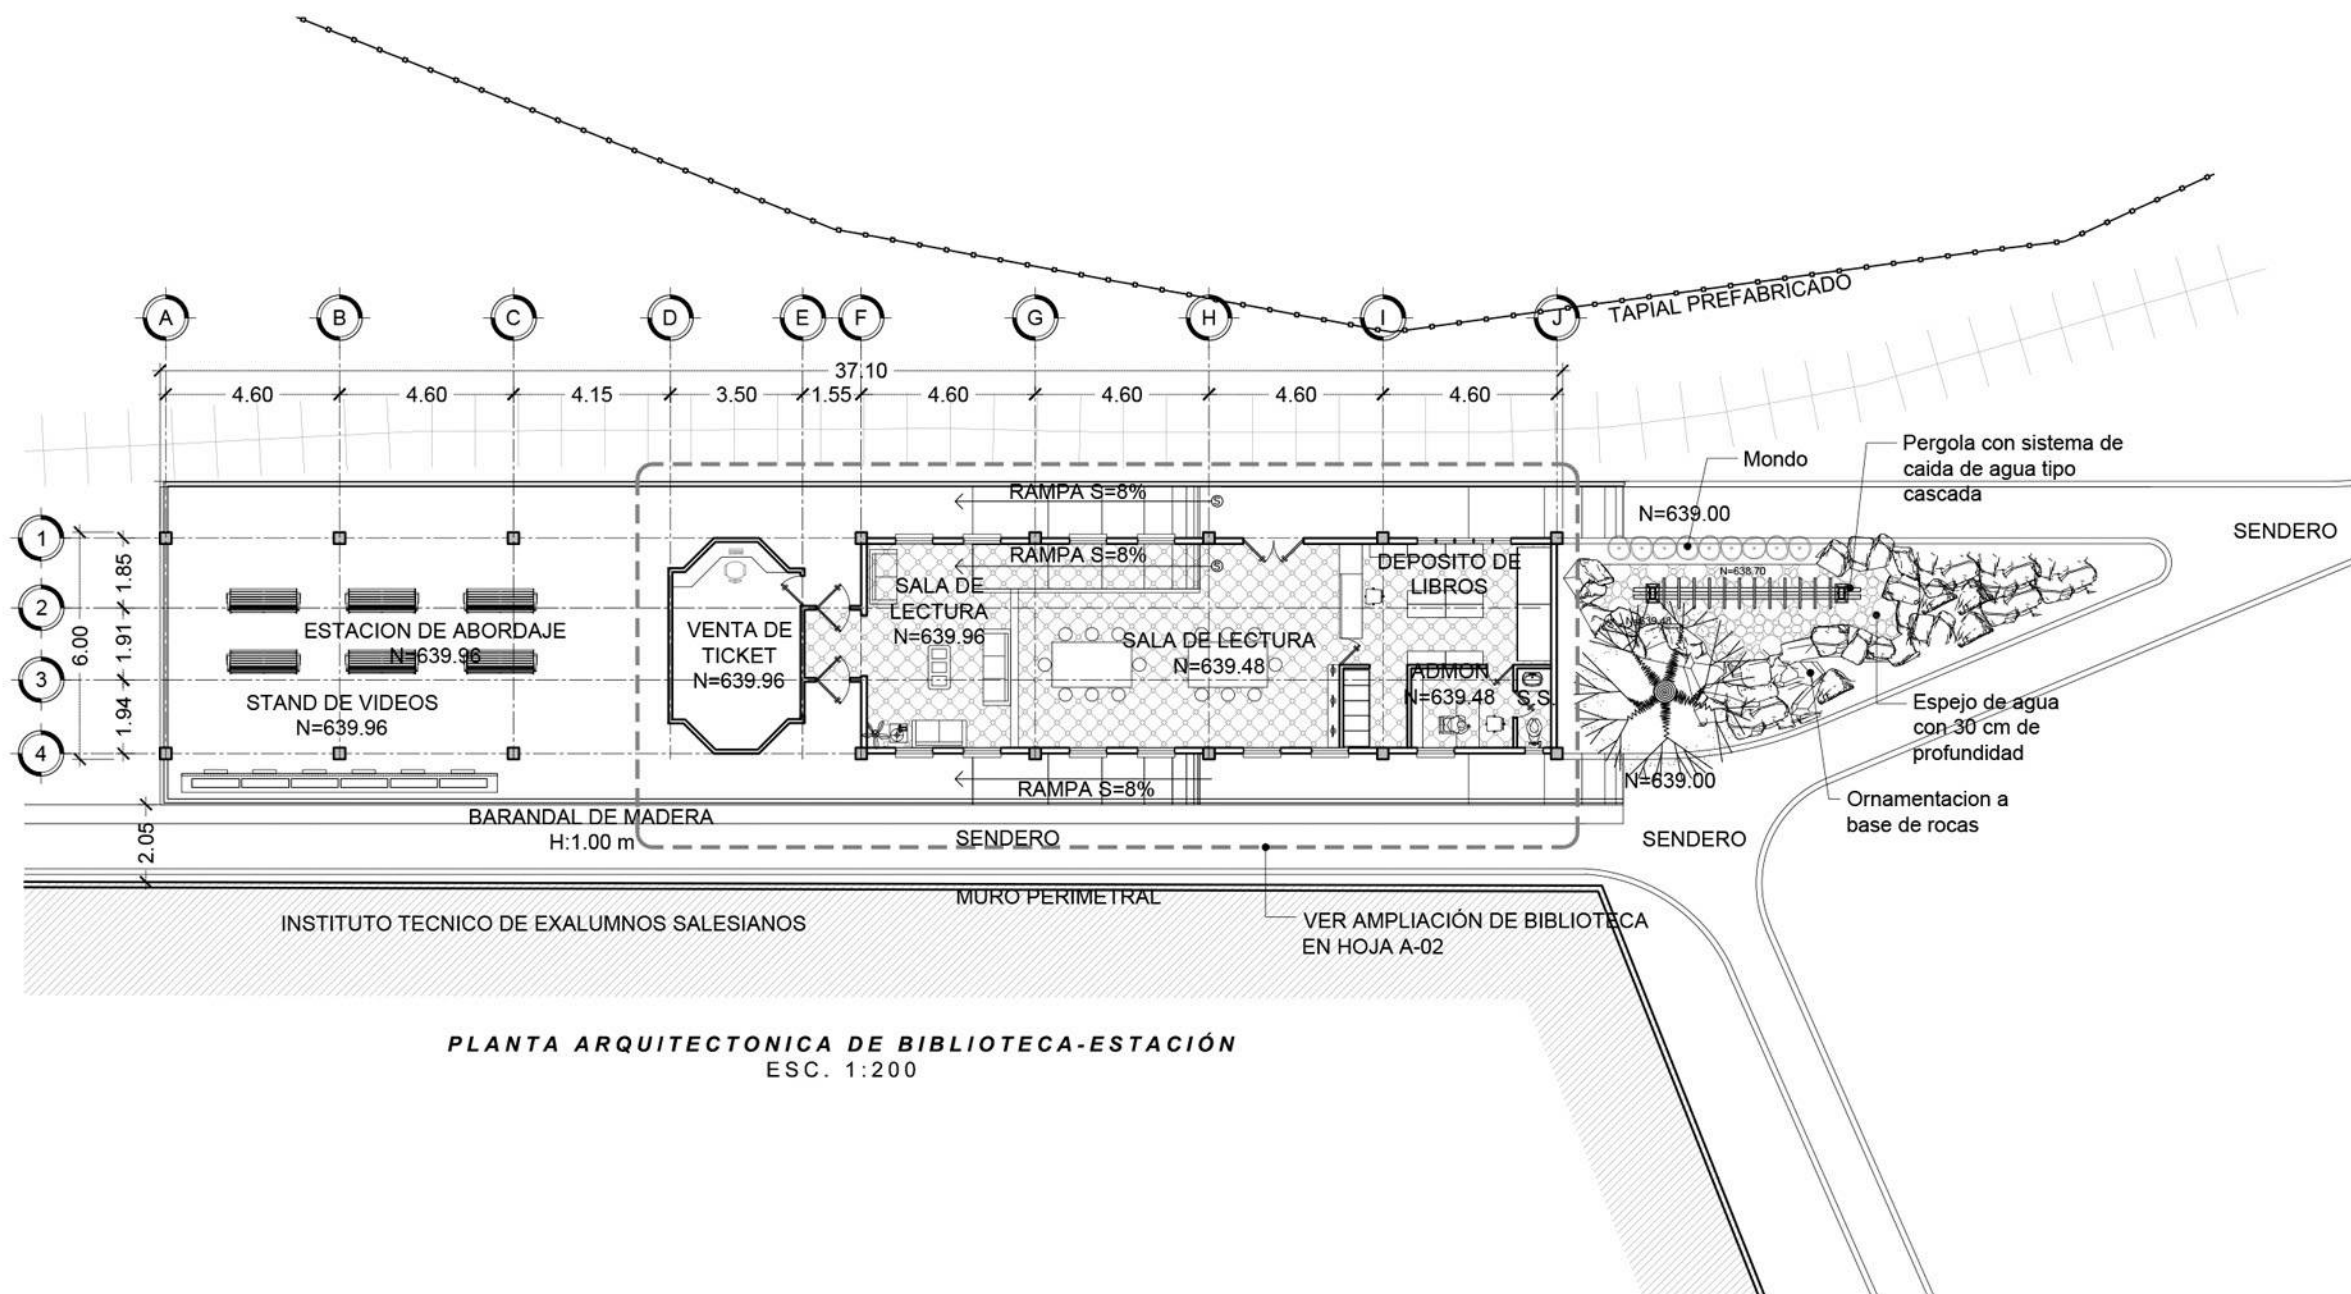 TAPIAL PREFABRICADO
A B C D E F G H I J
37.10
4.60 4.60 4.15 3.50 1.55 4.60 4.60 4.60 4.60
Mondo
Pergola con sistema de
caida de agua tipo
cascada
RAMPA S=8%
S
N=639.00
SENDERO
1
2
3
4
6.00
1.85
1.91
1.94
RAMPA S=8%
S
DEPOSITO DE
LIBROS
N=638.70
SALA DE
LECTURA
N=639.96
ESTACION DE ABORDAJE
N=639.96
VENTA DE
TICKET
N=639.96
SALA DE LECTURA
N=639.48
N=639.48
ADMON
N=639.48
S.S.
STAND DE VIDEOS
N=639.96
Espejo de agua
con 30 cm de
profundidad
RAMPA S=8%
N=639.00
Ornamentacion a
base de rocas
BARANDAL DE MADERA
H:1.00 m
SENDERO
SENDERO
2.05
MURO PERIMETRAL
INSTITUTO TECNICO DE EXALUMNOS SALESIANOS
VER AMPLIACIÓN DE BIBLIOTECA
EN HOJA A-02
PLANTA ARQUITECTONICA DE BIBLIOTECA-ESTACIÓN
ESC. 1:200